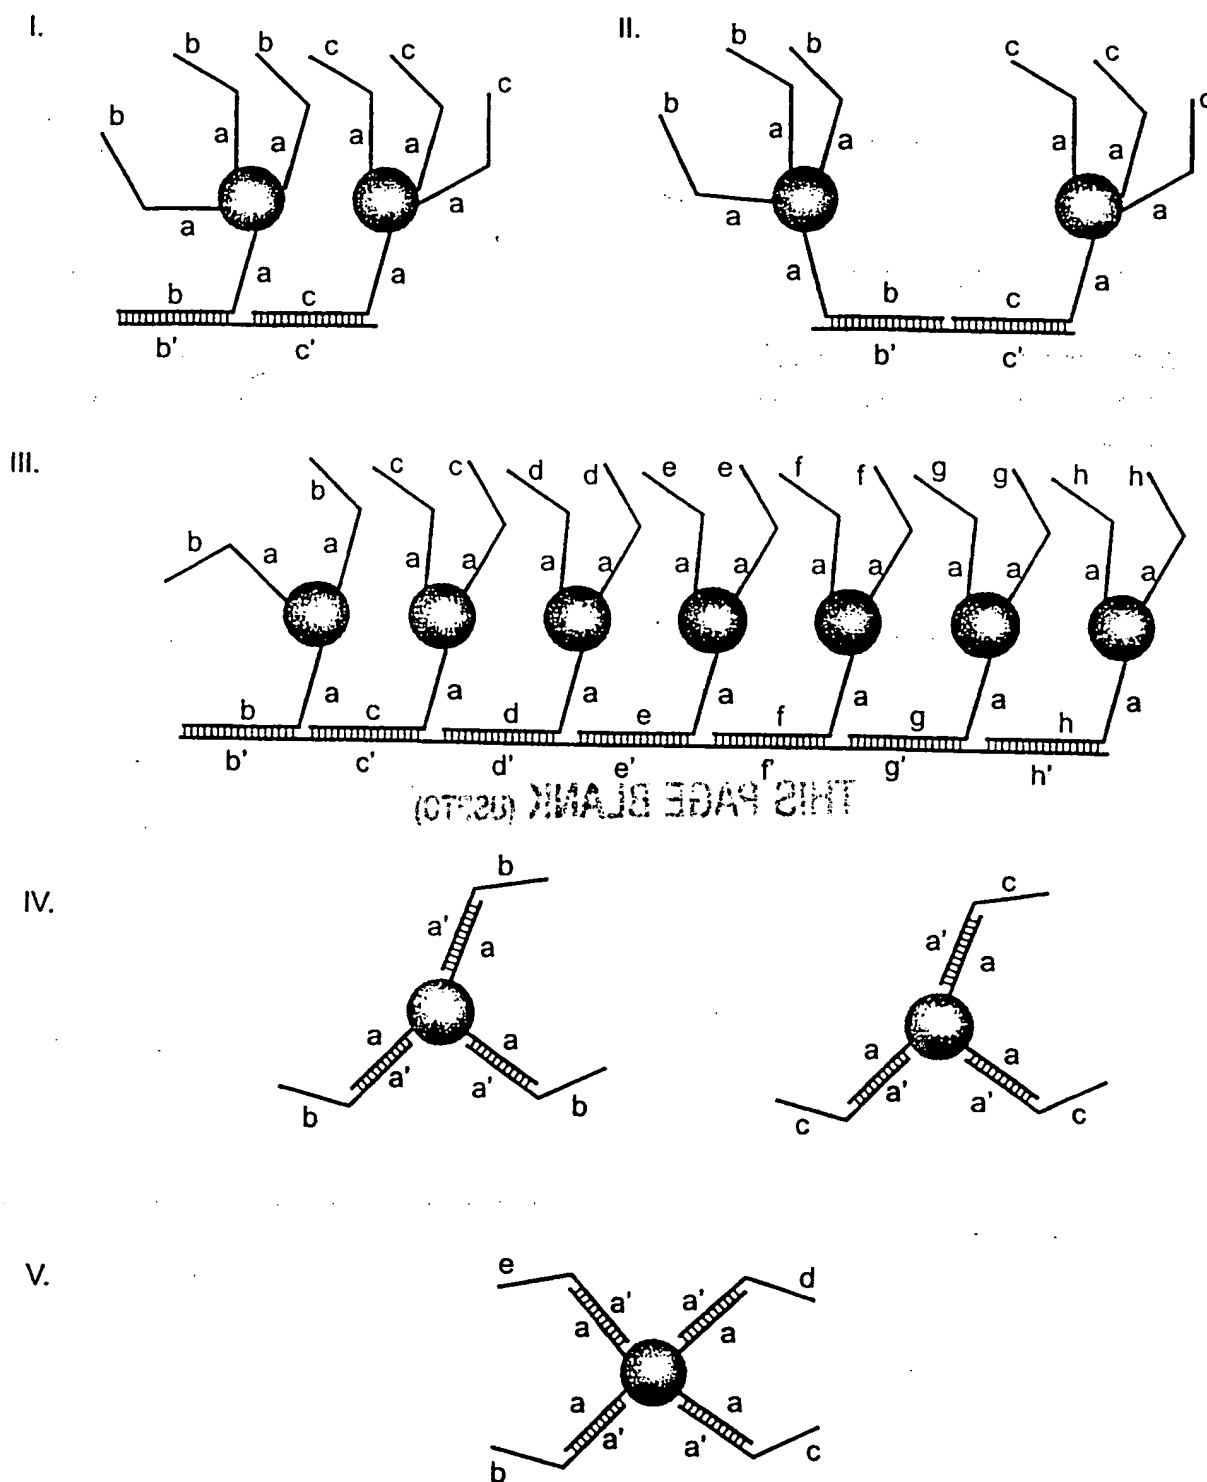 I. II.
b b c c b b c c
b c b c
a a a a a a a a
a a a a
a a a a
b c b c
b' c' b' c'
III.
b c c d d e e f f g g h h
b a a a a a a a a a a a a a a
a a a a a a a
b c d e f g h
b' c' d' e' f' g' h'
THIS PAGE BLANK (USPTO)
IV.
b c
a' a a' a
a a a a
a' a' a' a'
b b c c
V.
e d
a' a'
a a
a a
a' a'
b c